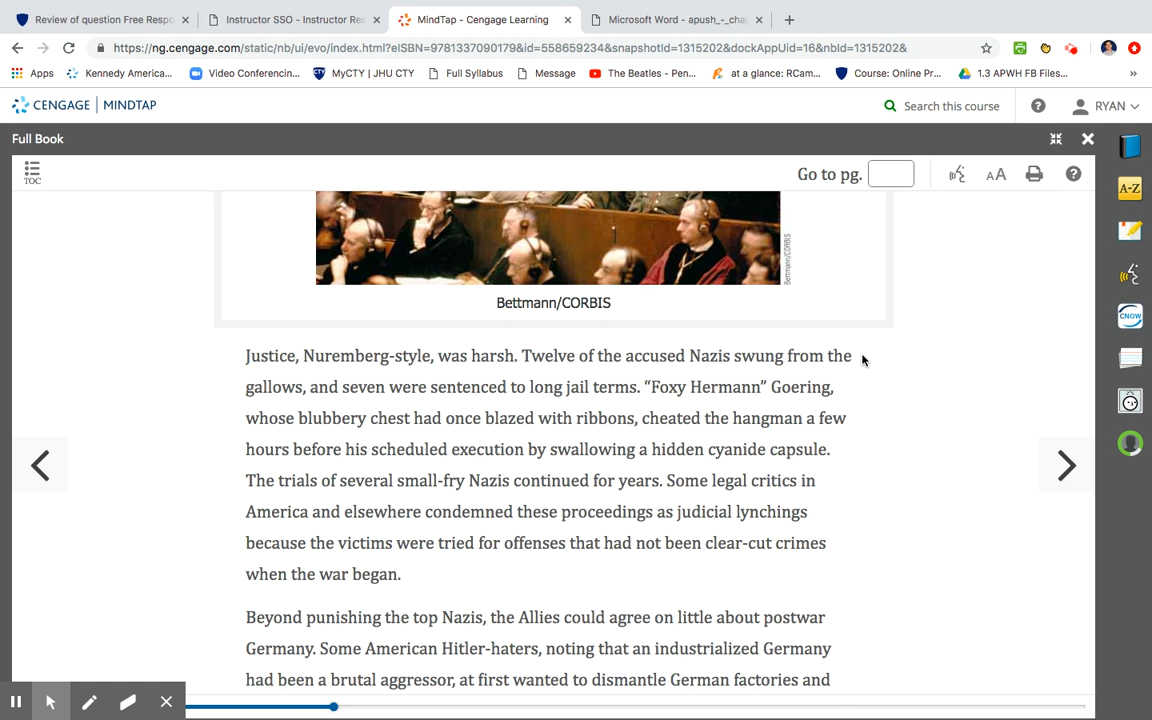 Review of question Free Respo
Instructor SSO - Instructor Re
MindTap - Cengage Learning
Microsoft Word - apush_-_cha
https://ng.cengage.com/static/nb/ui/evo/index.html?eISBN=9781337090179&id=558659234&snapshotId=1315202&dockAppUid=16&nbId=1315202&
Apps
Kennedy America...
Video Conferencin...
CTY
MyCTY | JHU CTY
Full Syllabus
Message
The Beatles - Pen...
at a glance: RCam...
Course: Online Pr...
1.3 APWH FB Files...
»
CENGAGE | MINDTAP
Search this course
RYAN
Full Book
TOC
Go to pg.
AA
A-Z
CNOW
Bettmann/CORBIS
Bettmann/CORBIS
Justice, Nuremberg-style, was harsh. Twelve of the accused Nazis swung from the
gallows, and seven were sentenced to long jail terms. “Foxy Hermann” Goering,
whose blubbery chest had once blazed with ribbons, cheated the hangman a few
hours before his scheduled execution by swallowing a hidden cyanide capsule.
The trials of several small-fry Nazis continued for years. Some legal critics in
America and elsewhere condemned these proceedings as judicial lynchings
because the victims were tried for offenses that had not been clear-cut crimes
when the war began.
Beyond punishing the top Nazis, the Allies could agree on little about postwar
Germany. Some American Hitler-haters, noting that an industrialized Germany
had been a brutal aggressor, at first wanted to dismantle German factories and